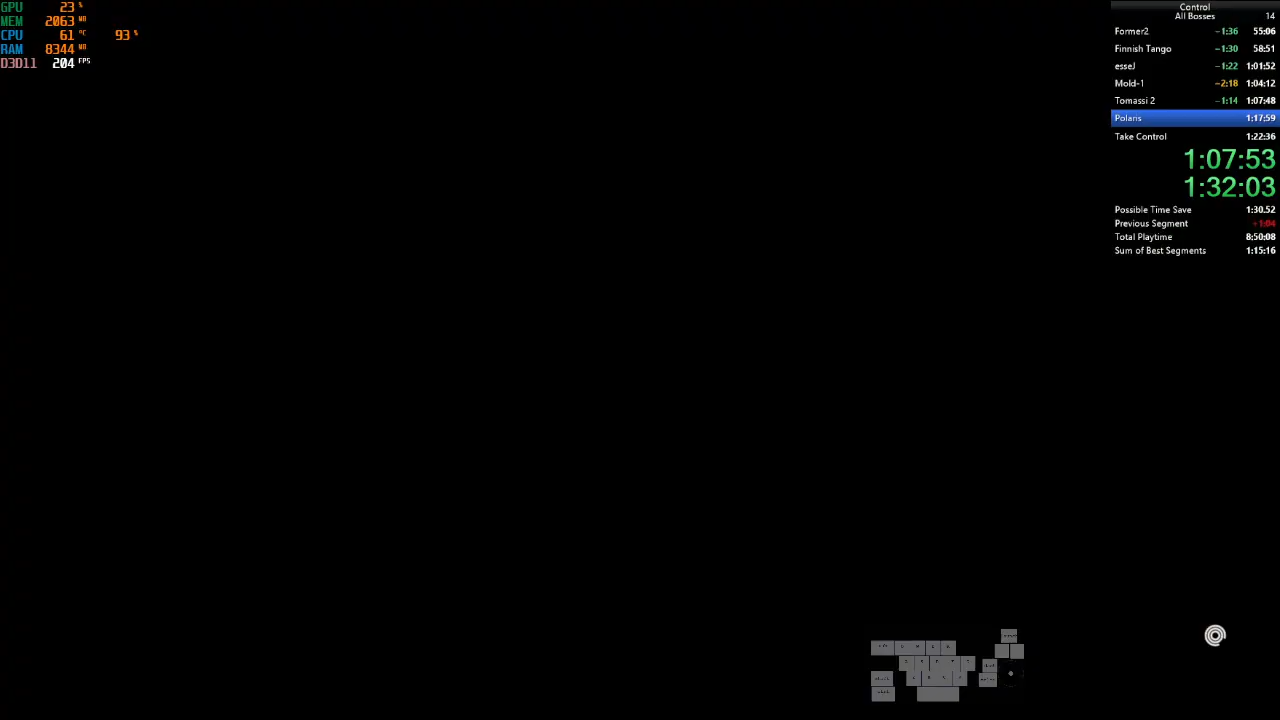 GPU 23 %
MEM 2063 MB
CPU 61 °C 93 %
RAM 8344 MB
D3D11 204 FPS
Control
All Bosses 14
Former2 −1:36 55:06
Finnish Tango −1:30 58:51
esseJ −1:22 1:01:52
Mold-1 −2:18 1:04:12
Tomassi 2 −1:14 1:07:48
Polaris 1:17:59
Take Control 1:22:36
1:07:53
1:32:03
Possible Time Save 1:30.52
Previous Segment +1:04
Total Playtime 8:50:08
Sum of Best Segments 1:15:16